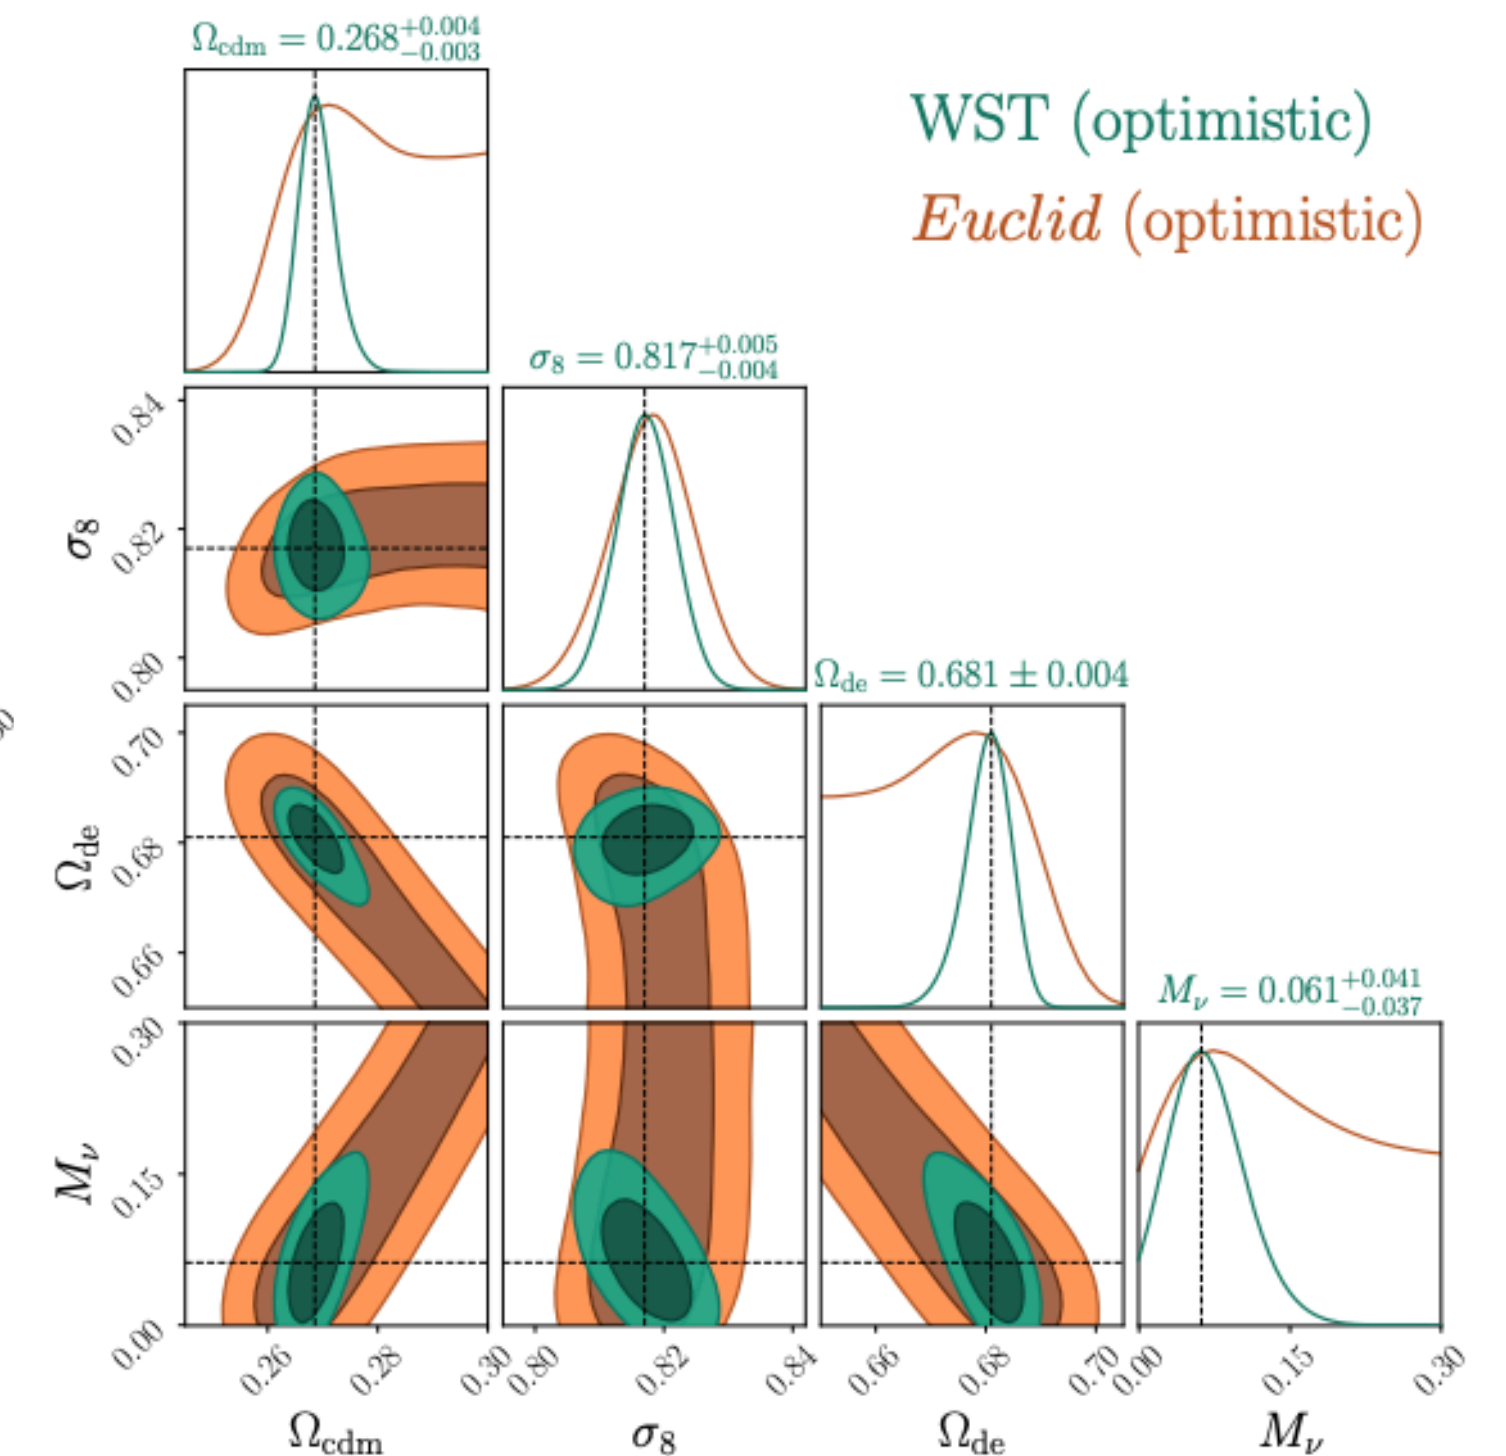 Ω_cdm = 0.268^{+0.004}_{-0.003}
WST (optimistic)
Euclid (optimistic)
σ_8 = 0.817^{+0.005}_{-0.004}
0.84
0.82
0.80
σ_8
Ω_de = 0.681 ± 0.004
0.70
0.68
0.66
Ω_de
M_ν = 0.061^{+0.041}_{-0.037}
0.30
0.15
0.00
M_ν
0.26 0.28 0.30 0.80 0.82 0.84 0.66 0.68 0.70 0.00 0.15 0.30
Ω_cdm σ_8 Ω_de M_ν